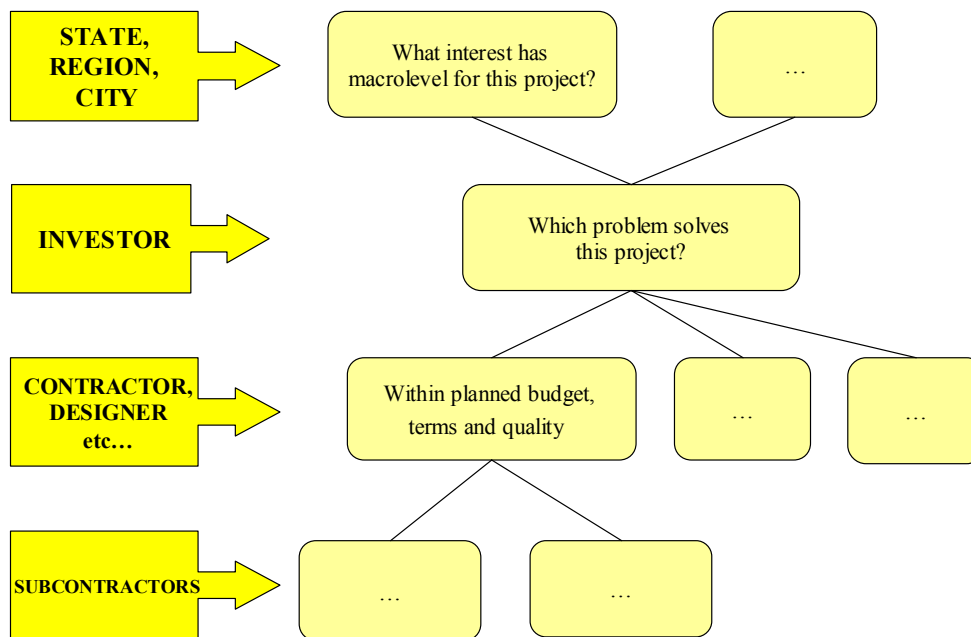 STATE,
REGION,
CITY
What interest has
macrolevel for this project?
…
INVESTOR
Which problem solves
this project?
CONTRACTOR,
DESIGNER
etc…
Within planned budget,
terms and quality
…
…
SUBCONTRACTORS
…
…